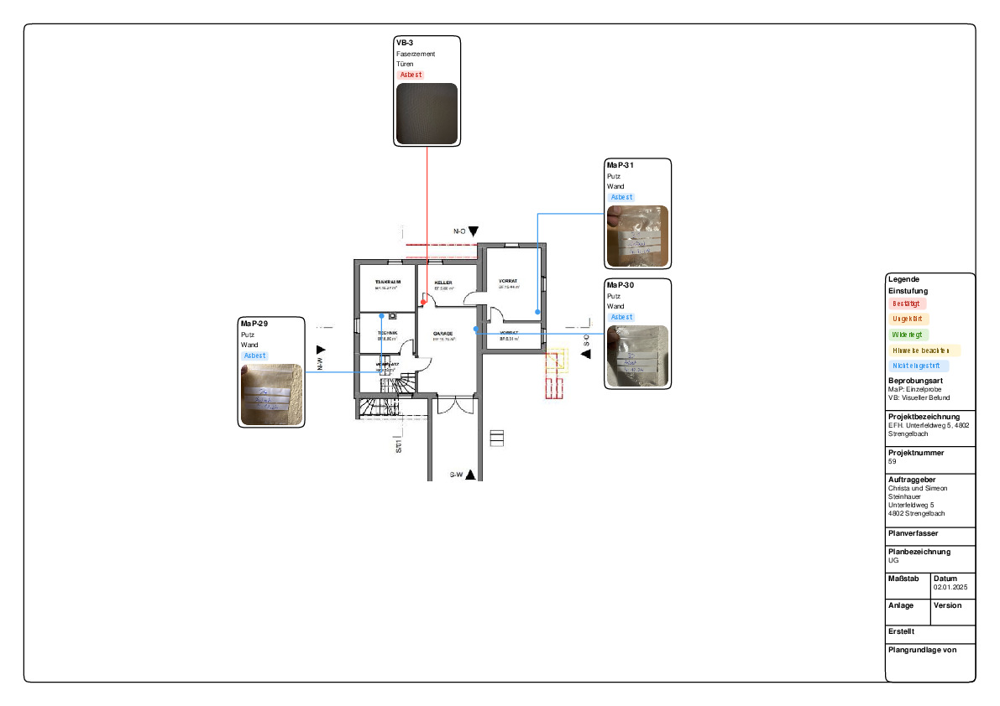 VB-3
Faserzement
Türen
Asbest
MaP-31
Putz
Wand
Asbest
N-O
TANKRAUM
KELLER
VORRAT
MaP-30
Putz
Wand
Asbest
MaP-29
Putz
Wand
Asbest
TECHNIK
GARAGE
VORRAT
N-W
S-O
S/01
S-W
Legende
Einstufung
Bestätigt
Ungeklärt
Widerlegt
Hinweise beachten
Nicht eingestuft
Beprobungsart
MaP: Einzelprobe
VB: Visueller Befund
Projektbezeichnung
EFH. Unterfeldweg 5, 4802
Strengelbach
Projektnummer
59
Auftraggeber
Christa und Simeon
Steinhauer
Unterfeldweg 5
4802 Strengelbach
Planverfasser
Planbezeichnung
UG
Maßstab
Datum
02.01.2025
Anlage
Version
Erstellt
Plangrundlage von